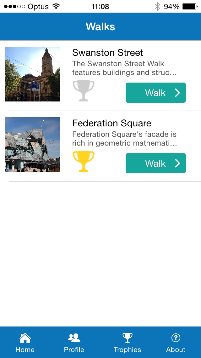 Optus 11:08 94%
Walks
Swanston Street
The Swanston Street Walk
features buildings and struc...
Walk
Federation Square
Federation Square's facade is
rich in geometric mathemati...
Walk
Home Profile Trophies About